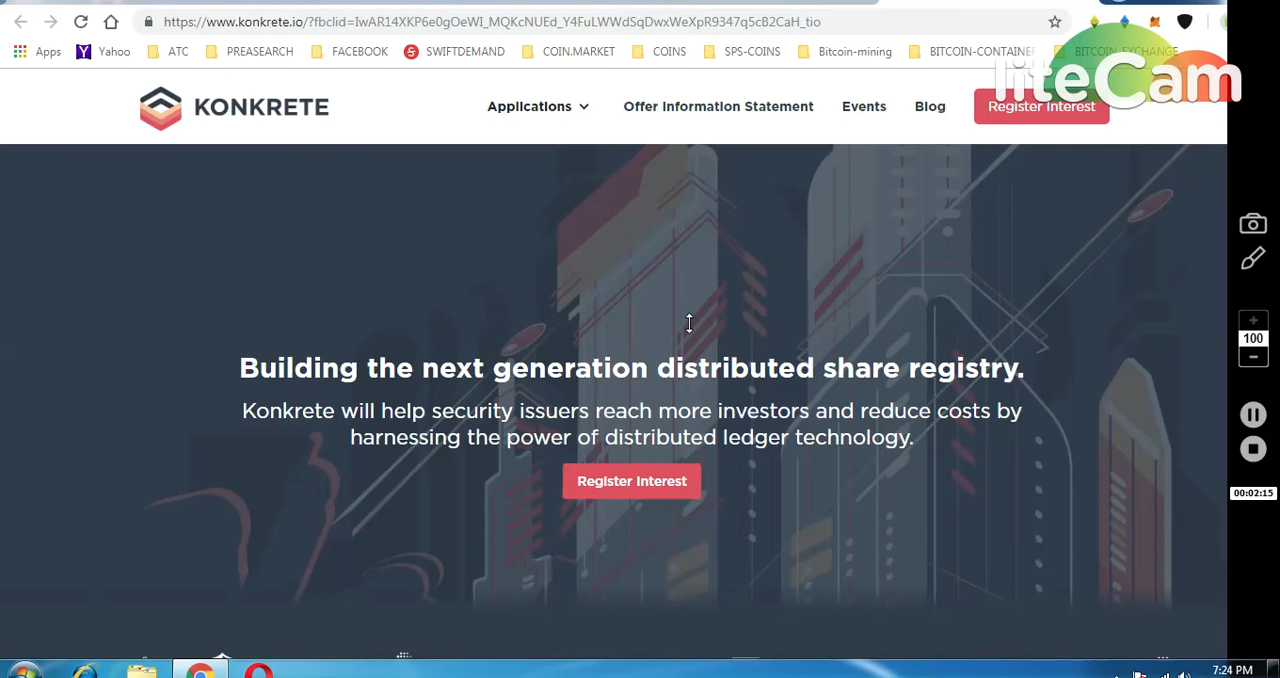 https://www.konkrete.io/?fbclid=IwAR14XKP6e0gOeWI_MQKcNUEd_Y4FuLWWdSqDwxWeXpR9347q5cB2CaH_tio
Apps Yahoo ATC PREASEARCH FACEBOOK SWIFTDEMAND COIN.MARKET COINS SPS-COINS Bitcoin-mining BITCOIN-CONTAINE BITCOIN-EXCHANGE
liteCam
KONKRETE Applications Offer Information Statement Events Blog Register Interest
Building the next generation distributed share registry.
Konkrete will help security issuers reach more investors and reduce costs by
harnessing the power of distributed ledger technology.
Register Interest
100
00:02:15
7:24 PM